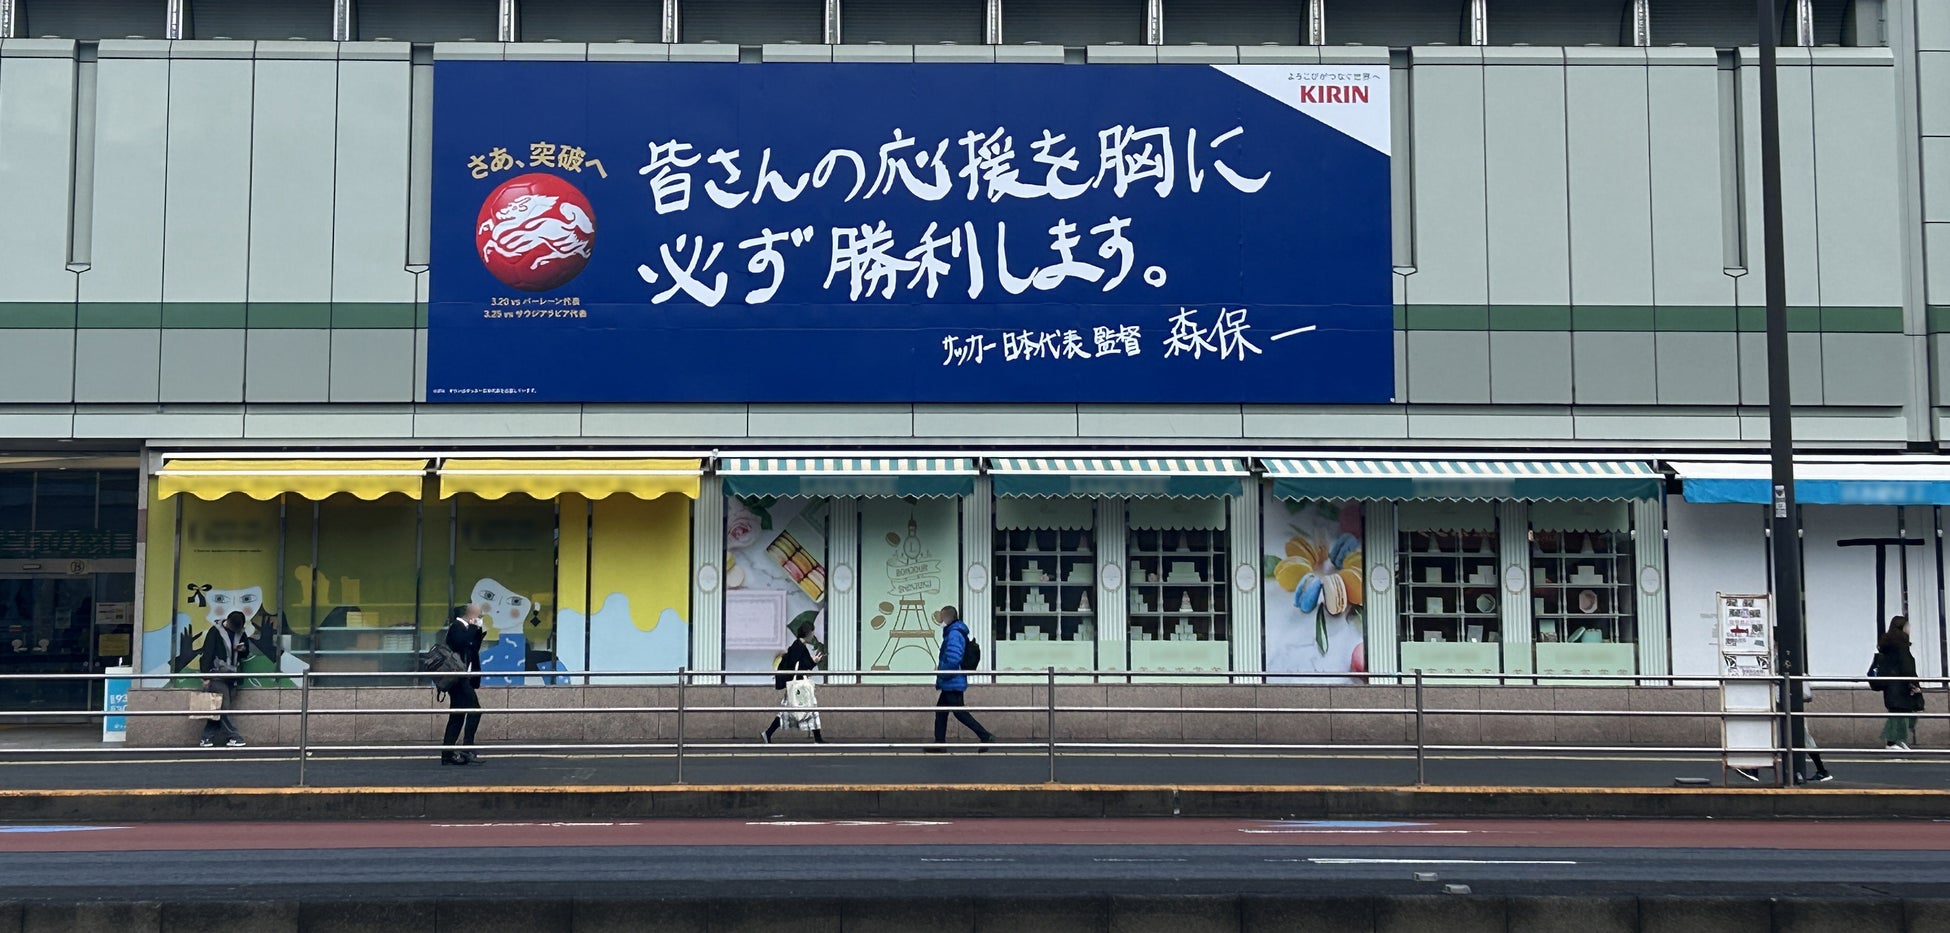 よろこびがつなぐ世界へ
KIRIN
さあ、突破へ
皆さんの応援を胸に
必ず勝利します。
3.20 vs バーレーン代表
3.25 vs サウジアラビア代表
サッカー日本代表監督 森保一
BONJOUR